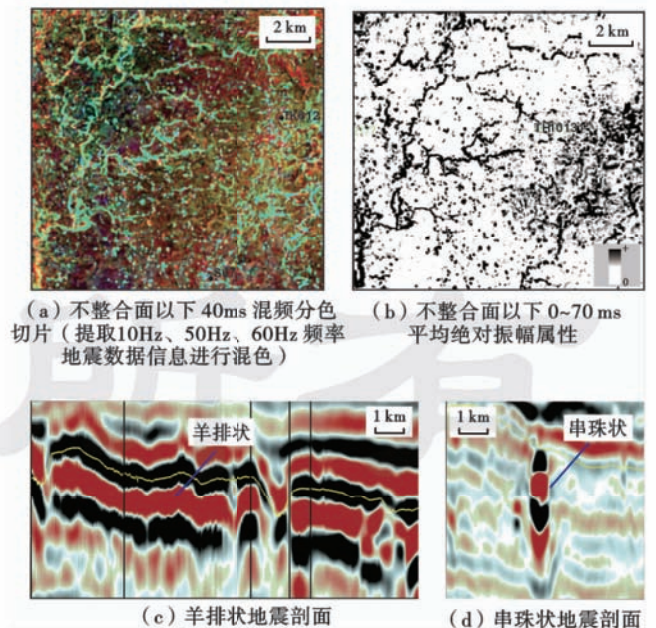 2 km
2 km
（a）不整合面以下 40ms 混频分色
切片（提取10Hz、50Hz、60Hz 频率
地震数据信息进行混色）
（b）不整合面以下 0~70 ms
平均绝对振幅属性
1 km
羊排状
1 km
串珠状
（c）羊排状地震剖面
（d）串珠状地震剖面